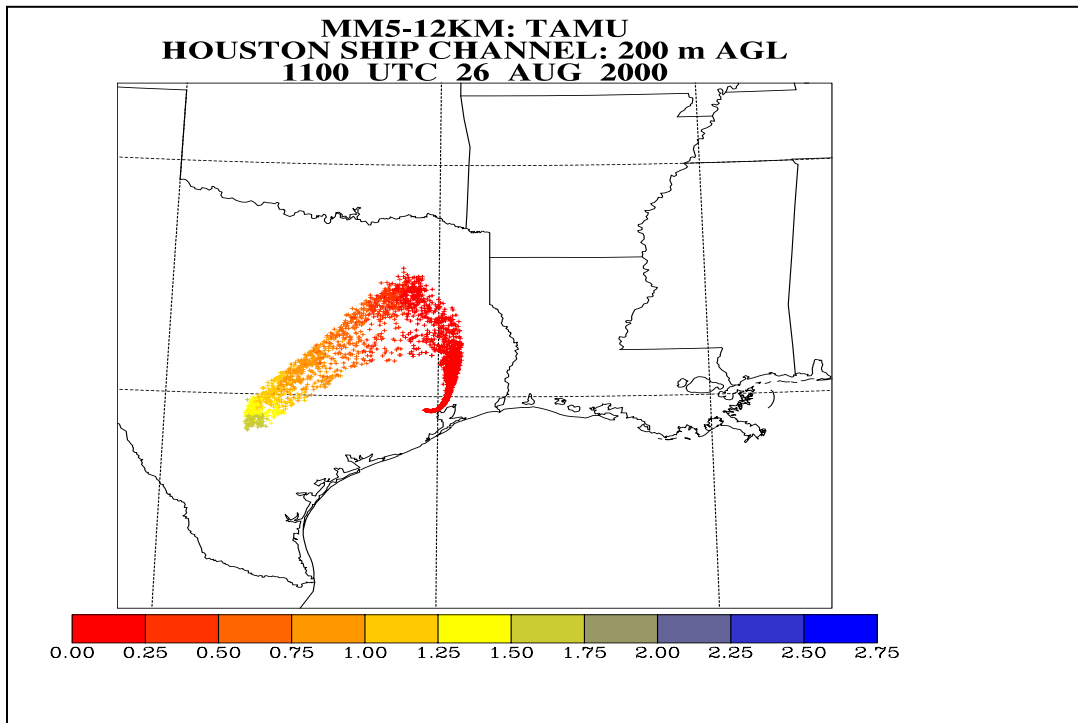 MM5-12KM: TAMU
HOUSTON SHIP CHANNEL: 200 m AGL
1100 UTC 26 AUG 2000
0.00 0.25 0.50 0.75 1.00 1.25 1.50 1.75 2.00 2.25 2.50 2.75